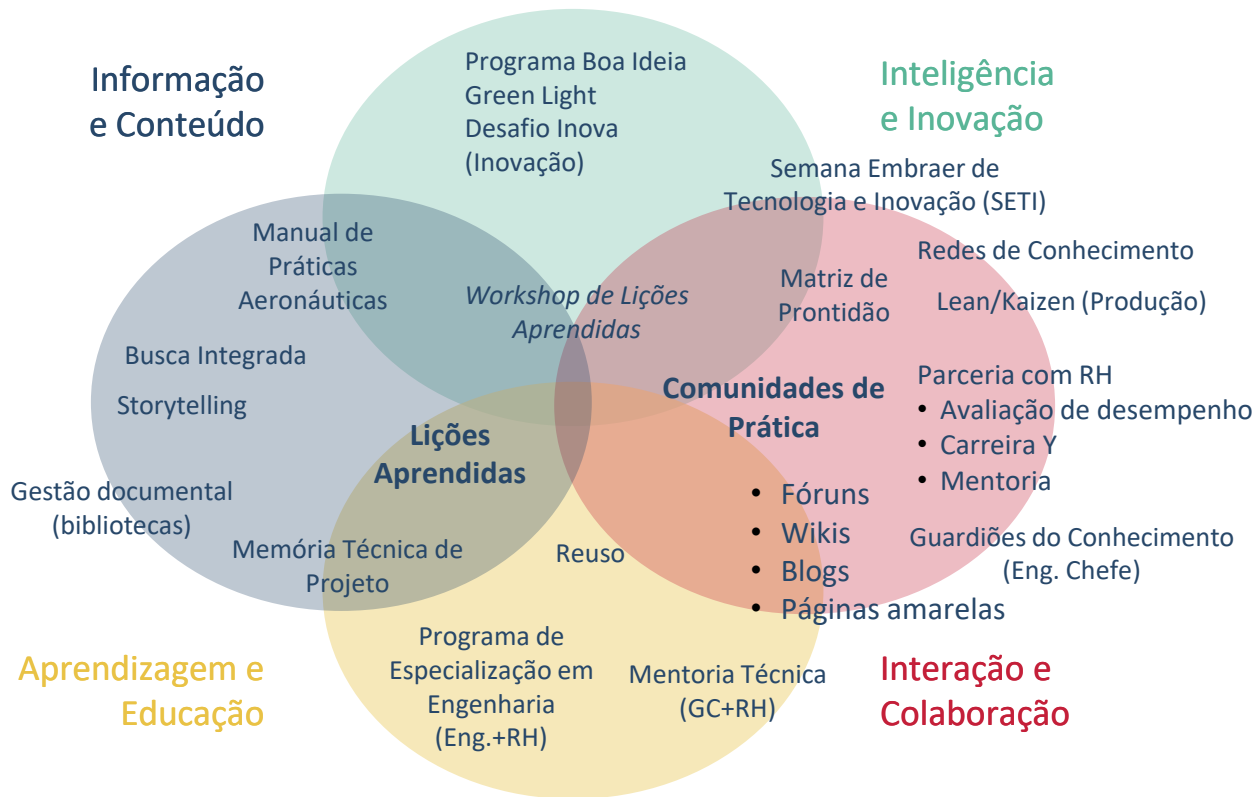 Informação
e Conteúdo
Programa Boa Ideia
Green Light
Desafio Inova
(Inovação)
Inteligência
e Inovação
Semana Embraer de
Tecnologia e Inovação (SETI)
Manual de
Práticas
Aeronáuticas
Workshop de Lições
Aprendidas
Matriz de
Prontidão
Redes de Conhecimento
Lean/Kaizen (Produção)
Busca Integrada
Storytelling
Lições
Aprendidas
Comunidades de
Prática
Parceria com RH
• Avaliação de desempenho
• Carreira Y
• Mentoria
Gestão documental
(bibliotecas)
Memória Técnica de
Projeto
Reuso
• Fóruns
• Wikis
• Blogs
• Páginas amarelas
Guardiões do Conhecimento
(Eng. Chefe)
Aprendizagem e
Educação
Programa de
Especialização em
Engenharia
(Eng.+RH)
Mentoria Técnica
(GC+RH)
Interação e
Colaboração